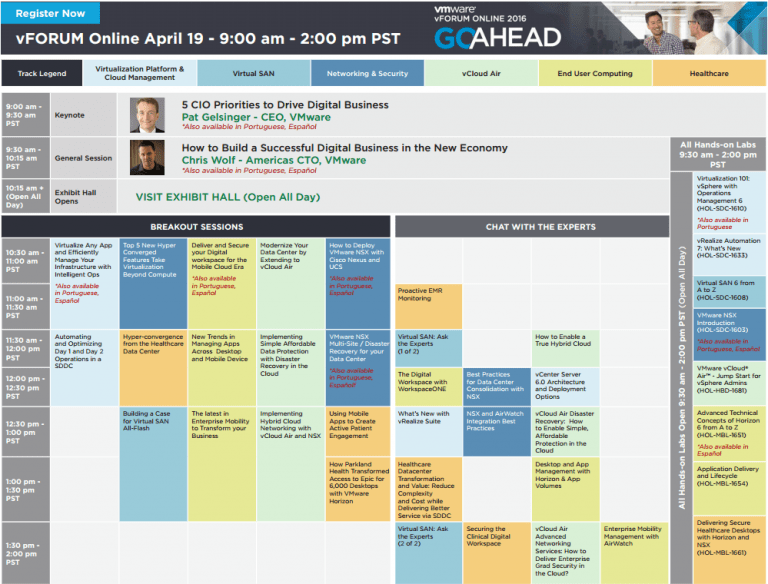 Register Now
vFORUM Online April 19 - 9:00 am - 2:00 pm PST
vmware®
vFORUM ONLINE 2016
GO AHEAD
Track Legend
Virtualization Platform &
Cloud Management
Virtual SAN
Networking & Security
vCloud Air
End User Computing
Healthcare
9:00 am -
9:30 am
PST
Keynote
5 CIO Priorities to Drive Digital Business
Pat Gelsinger - CEO, VMware
*Also available in Portuguese, Español
9:30 am -
10:15 am
PST
General Session
How to Build a Successful Digital Business in the New Economy
Chris Wolf - Americas CTO, VMware
*Also available in Portuguese, Español
10:15 am +
(Open All
Day)
Exhibit Hall
Opens
VISIT EXHIBIT HALL (Open All Day)
All Hands-on Labs
9:30 am - 2:00 pm
PST
BREAKOUT SESSIONS
CHAT WITH THE EXPERTS
10:30 am -
11:00 am
PST
Virtualize Any App
and Efficiently
Manage Your
Infrastructure with
Intelligent Ops
*Also available
in Portuguese,
Español
Top 5 New Hyper
Converged
Features Take
Virtualization
Beyond Compute
Deliver and Secure
your Digital
workspace for the
Mobile Cloud Era
*Also available
in Portuguese,
Español
Modernize Your
Data Center by
Extending to
vCloud Air
How to Deploy
VMware NSX with
Cisco Nexus and
UCS
*Also available
in Portuguese,
Español
11:00 am -
11:30 am
PST
Proactive EMR
Monitoring
11:30 am -
12:00 pm
PST
Automating
and Optimizing
Day 1 and Day 2
Operations in a
SDDC
Hyper-convergence
from the Healthcare
Data Center
New Trends in
Managing Apps
Across Desktop
and Mobile Device
Implementing
Simple Affordable
Data Protection
with Disaster
Recovery in the
Cloud
VMware NSX
Multi-Site / Disaster
Recovery for your
Data Center
*Also available
in Portuguese,
Español*
Virtual SAN: Ask
the Experts
(1 of 2)
How to Enable a
True Hybrid Cloud
12:00 pm -
12:30 pm
PST
The Digital
Workspace with
WorkspaceONE
Best Practices
for Data Center
Consolidation with
NSX
vCenter Server
6.0 Architecture
and Deployment
Options
12:30 pm -
1:00 pm
PST
Building a Case
for Virtual SAN
All-Flash
The latest in
Enterprise Mobility
to Transform your
Business
Implementing
Hybrid Cloud
Networking with
vCloud Air and NSX
Using Mobile
Apps to Create
Active Patient
Engagement
What's New with
vRealize Suite
NSX and AirWatch
Integration Best
Practices
vCloud Air Disaster
Recovery: How
to Enable Simple,
Affordable
Protection in the
Cloud
1:00 pm -
1:30 pm
PST
How Parkland
Health Transformed
Access to Epic for
6,000 Desktops
with VMware
Horizon
Healthcare
Datacenter
Transformation
and Value: Reduce
Complexity
and Cost while
Delivering Better
Service via SDDC
Desktop and App
Management with
Horizon & App
Volumes
1:30 pm -
2:00 pm
PST
Virtual SAN: Ask
the Experts
(2 of 2)
Securing the
Clinical Digital
Workspace
vCloud Air
Advanced
Networking
Services: How to
Deliver Enterprise
Grad Security in
the Cloud?
Enterprise Mobility
Management with
AirWatch
All Hands-on Labs Open 9:30 am - 2:00 pm PST (Open All Day)
Virtualization 101:
vSphere with
Operations
Management 6
(HOL-SDC-1610)
*Also available in
Portuguese
vRealize Automation
7: What's New
(HOL-SDC-1633)
Virtual SAN 6 from
A to Z
(HOL-SDC-1608)
VMware NSX
Introduction
(HOL-SDC-1603)
*Also available in
Portuguese, Español
VMware vCloud®
Air™ - Jump Start for
vSphere Admins
(HOL-HBD-1681)
Advanced Technical
Concepts of Horizon
6 from A to Z
(HOL-MBL-1651)
*Also available in
Español
Application Delivery
and Lifecycle
(HOL-MBL-1654)
Delivering Secure
Healthcare Desktops
with Horizon and
NSX
(HOL-MBL-1661)